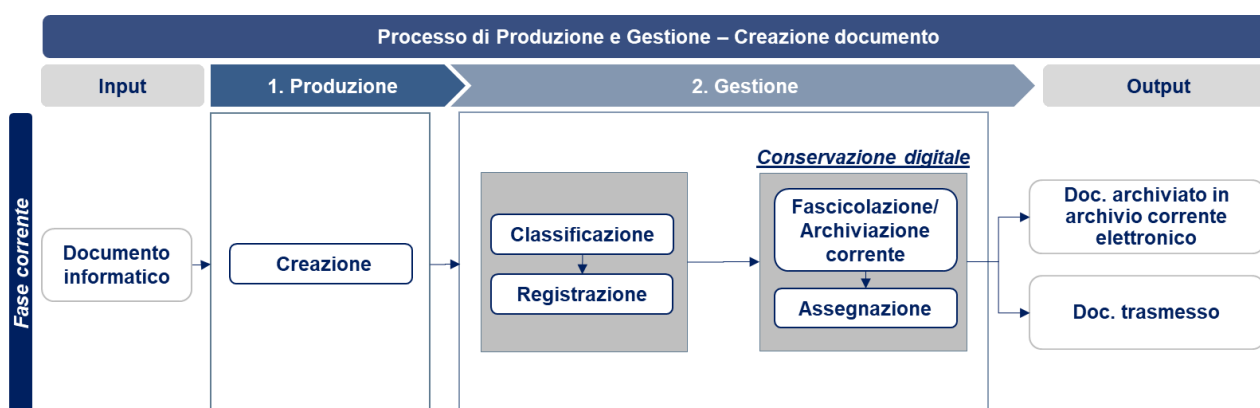 Processo di Produzione e Gestione – Creazione documento
Input
1. Produzione
2. Gestione
Output
Fase corrente
Documento
informatico
Creazione
Classificazione
Registrazione
Conservazione digitale
Fascicolazione/
Archiviazione
corrente
Assegnazione
Doc. archiviato in
archivio corrente
elettronico
Doc. trasmesso